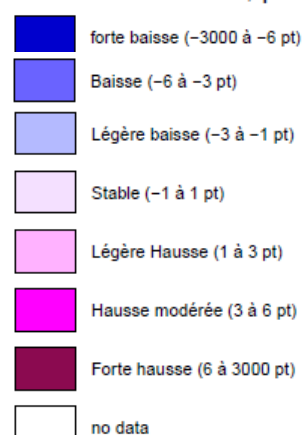 forte baisse (−3000 à −6 pt)
Baisse (−6 à −3 pt)
Légère baisse (−3 à −1 pt)
Stable (−1 à 1 pt)
Légère Hausse (1 à 3 pt)
Hausse modérée (3 à 6 pt)
Forte hausse (6 à 3000 pt)
no data